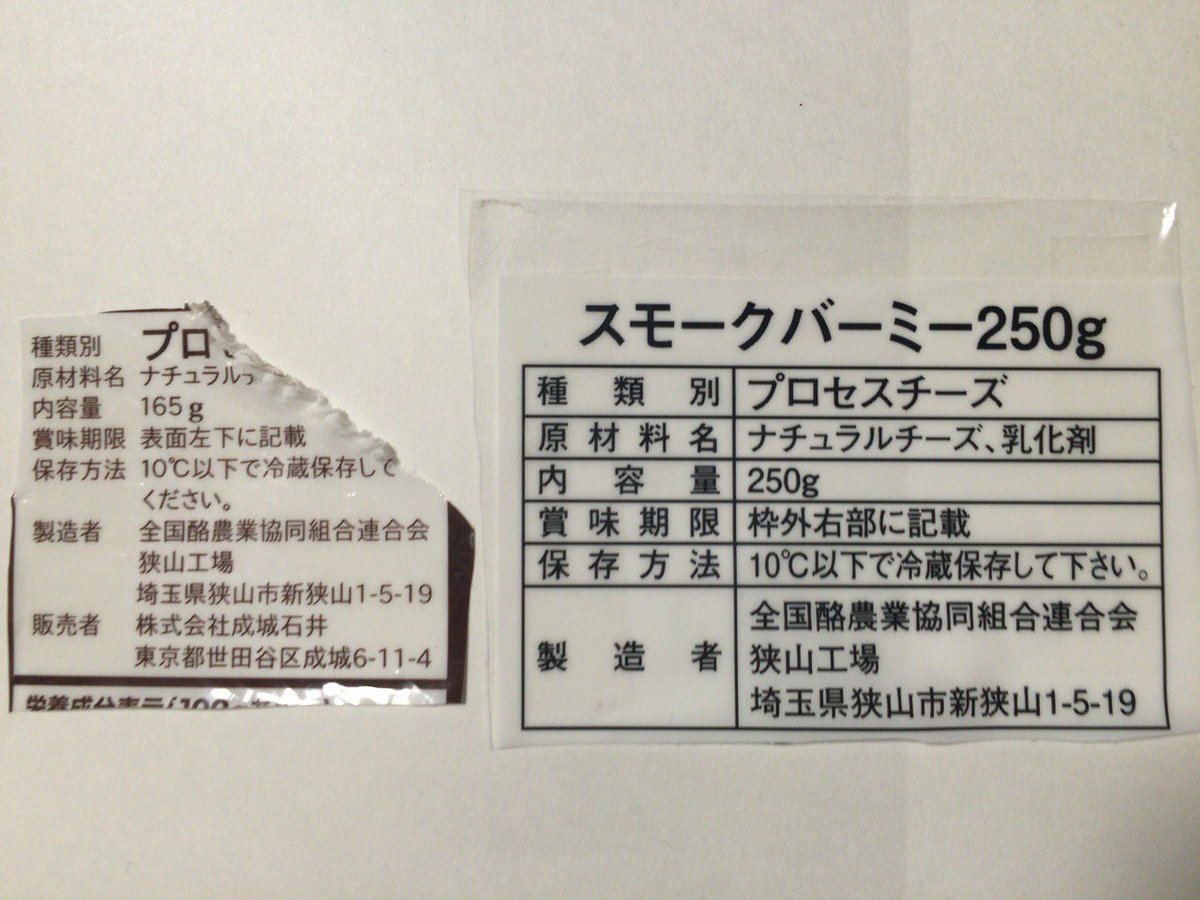 種類別 プロ
原材料名 ナチュラル
内容量 165g
賞味期限 表面左下に記載
保存方法 10℃以下で冷蔵保存して
ください。
製造者 全国酪農業協同組合連合会
狭山工場
埼玉県狭山市新狭山1-5-19
販売者 株式会社成城石井
東京都世田谷区成城6-11-4
栄養成分表示
スモークバーミー250g
種類別 プロセスチーズ
原材料名 ナチュラルチーズ、乳化剤
内容量 250g
賞味期限 枠外右部に記載
保存方法 10℃以下で冷蔵保存して下さい。
製造者 全国酪農業協同組合連合会
狭山工場
埼玉県狭山市新狭山1-5-19